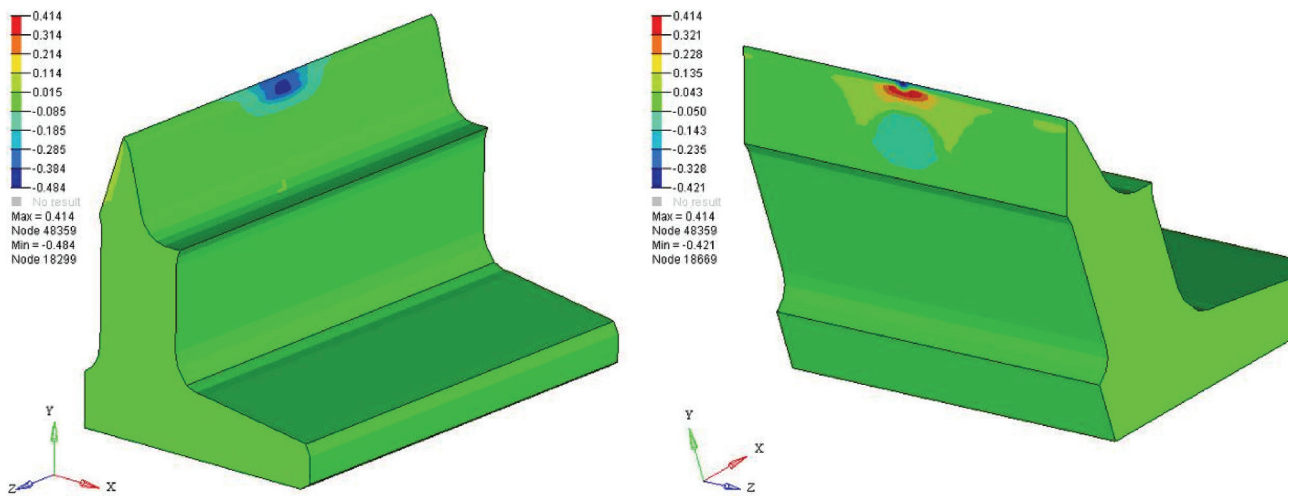 0.414
0.314
0.214
0.114
0.015
-0.085
-0.185
-0.285
-0.384
-0.484
No result
Max = 0.414
Node 48359
Min = -0.484
Node 18299
Y
Z
X
0.414
0.321
0.228
0.135
0.043
-0.050
-0.143
-0.235
-0.328
-0.421
No result
Max = 0.414
Node 48359
Min = -0.421
Node 18669
Y
X
Z